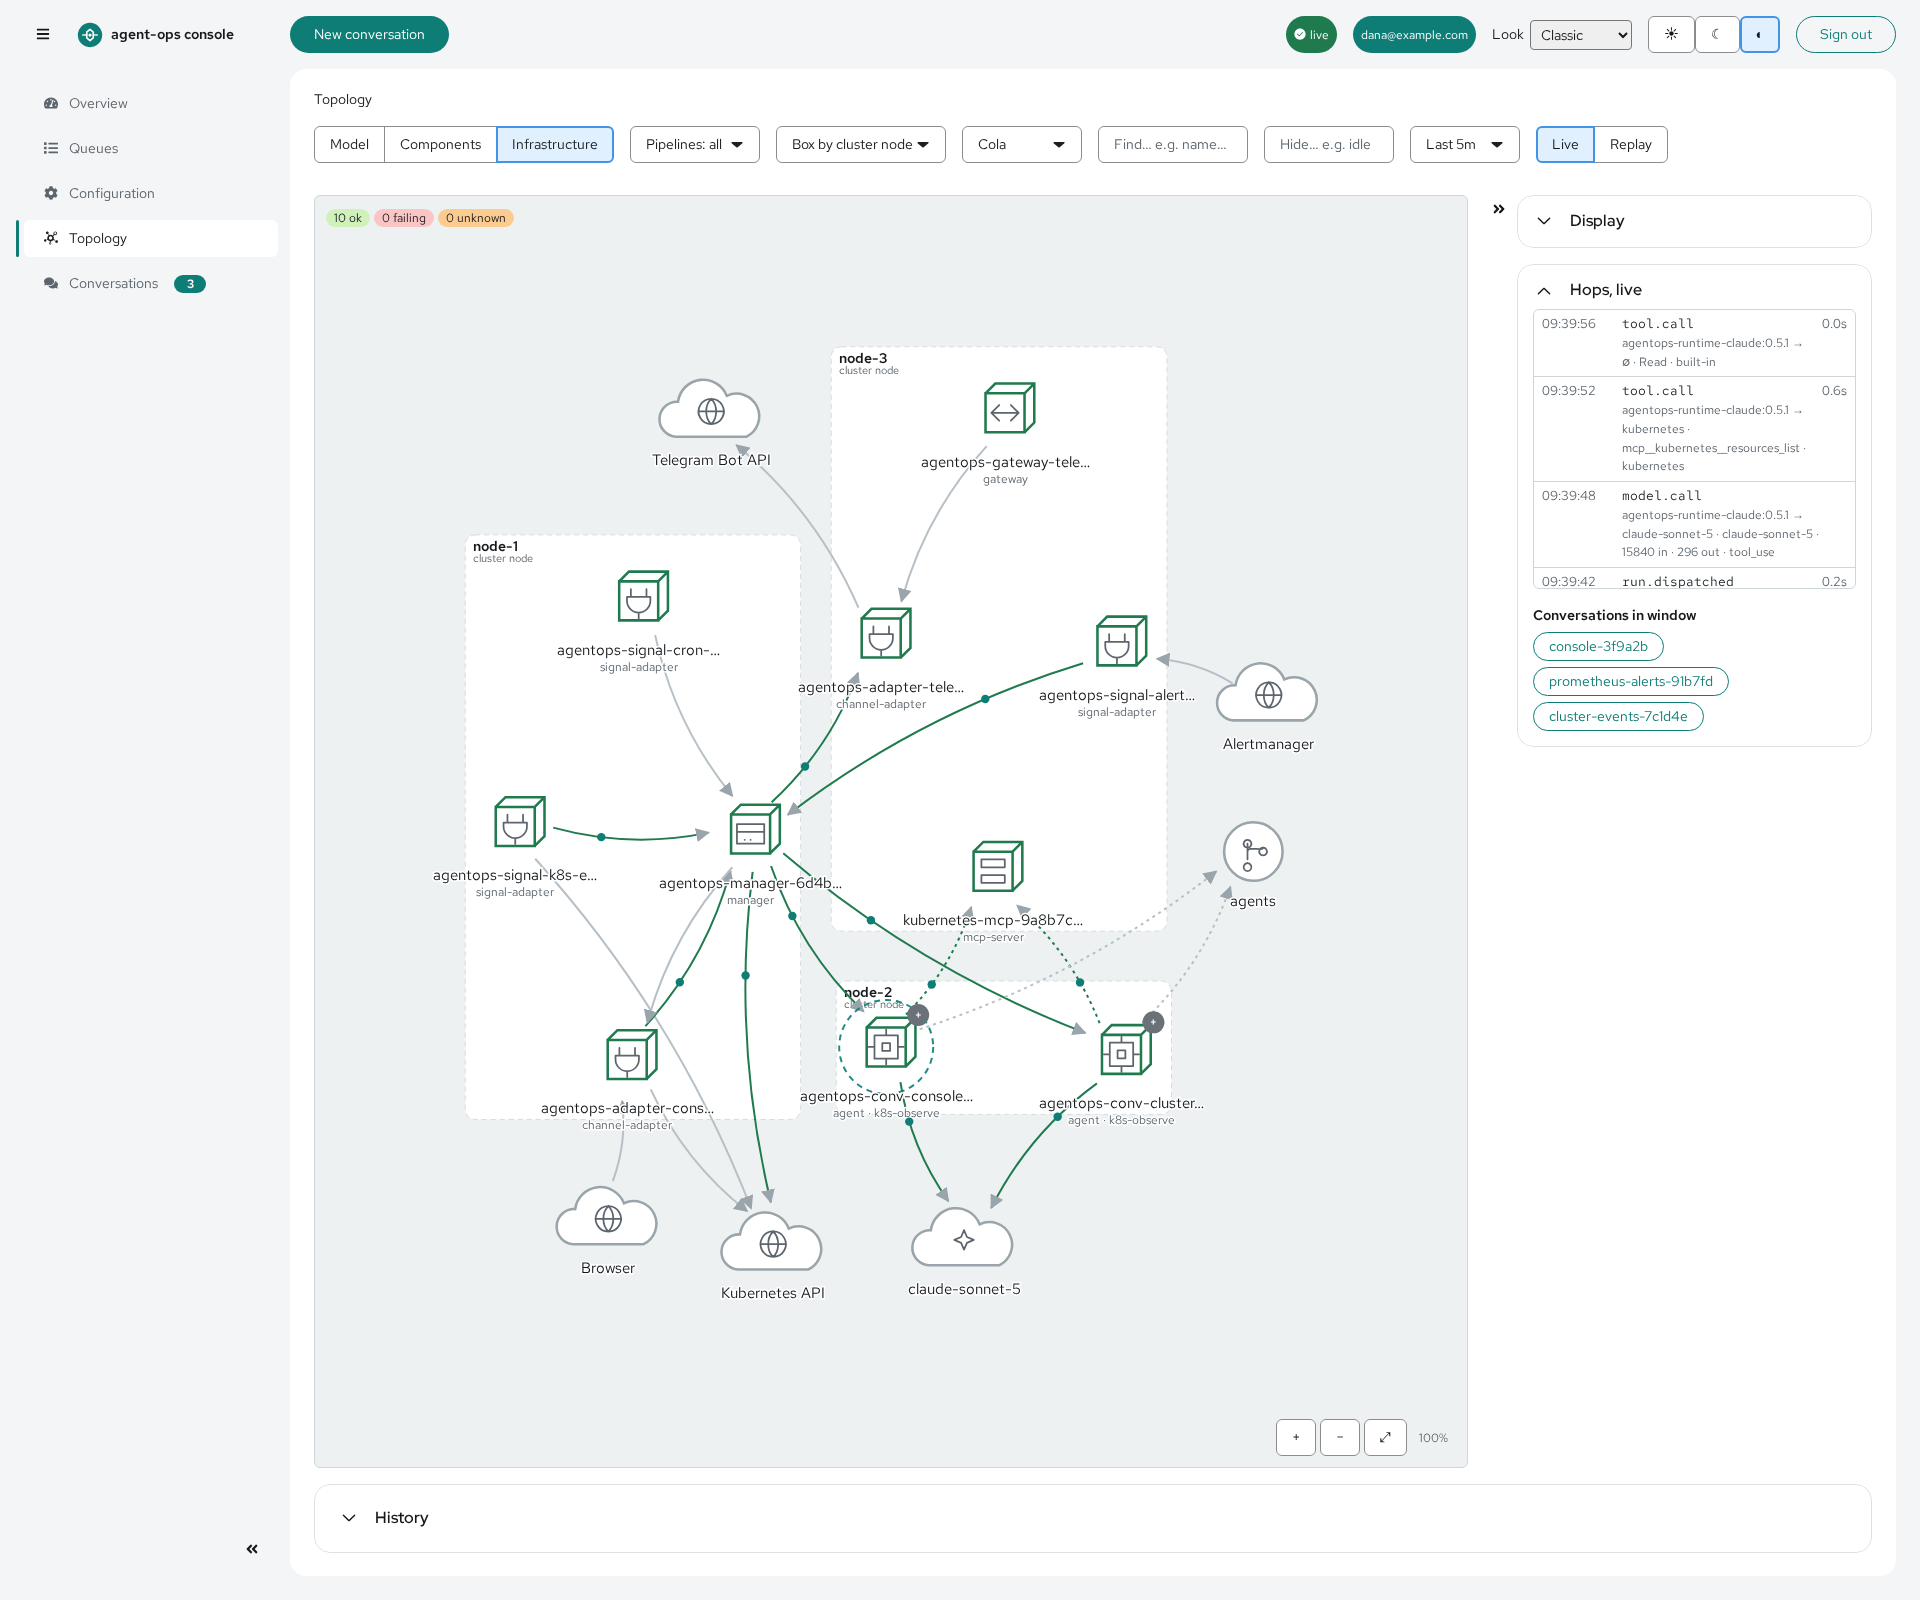 agent-ops console
New conversation
live
dana@example.com
Look
Classic
Sign out
Overview
Queues
Configuration
Topology
Conversations
3
Topology
Model
Components
Infrastructure
Pipelines: all
Box by cluster node
Cola
Find... e.g. name...
Hide... e.g. idle
Last 5m
Live
Replay
10 ok
0 failing
0 unknown
node-3
cluster node
Telegram Bot API
agentops-gateway-tele...
gateway
node-1
cluster node
agentops-signal-cron-...
signal-adapter
agentops-adapter-tele...
channel-adapter
agentops-signal-alert...
signal-adapter
Alertmanager
agentops-signal-k8s-e...
signal-adapter
agentops-manager-6d4b...
manager
kubernetes-mcp-9a8b7c...
mcp-server
agents
node-2
cluster node
agentops-conv-console...
agent · k8s-observe
agentops-conv-cluster...
agent · k8s-observe
agentops-adapter-cons...
channel-adapter
Browser
Kubernetes API
claude-sonnet-5
+
−
100%
Display
Hops, live
09:39:56 tool.call 0.0s
agentops-runtime-claude:0.5.1 →
∅ · Read · built-in
09:39:52 tool.call 0.6s
agentops-runtime-claude:0.5.1 →
kubernetes ·
mcp__kubernetes__resources_list ·
kubernetes
09:39:48 model.call
agentops-runtime-claude:0.5.1 →
claude-sonnet-5 · claude-sonnet-5 ·
15840 in · 296 out · tool_use
09:39:42 run.dispatched 0.2s
Conversations in window
console-3f9a2b
prometheus-alerts-91b7fd
cluster-events-7c1d4e
History